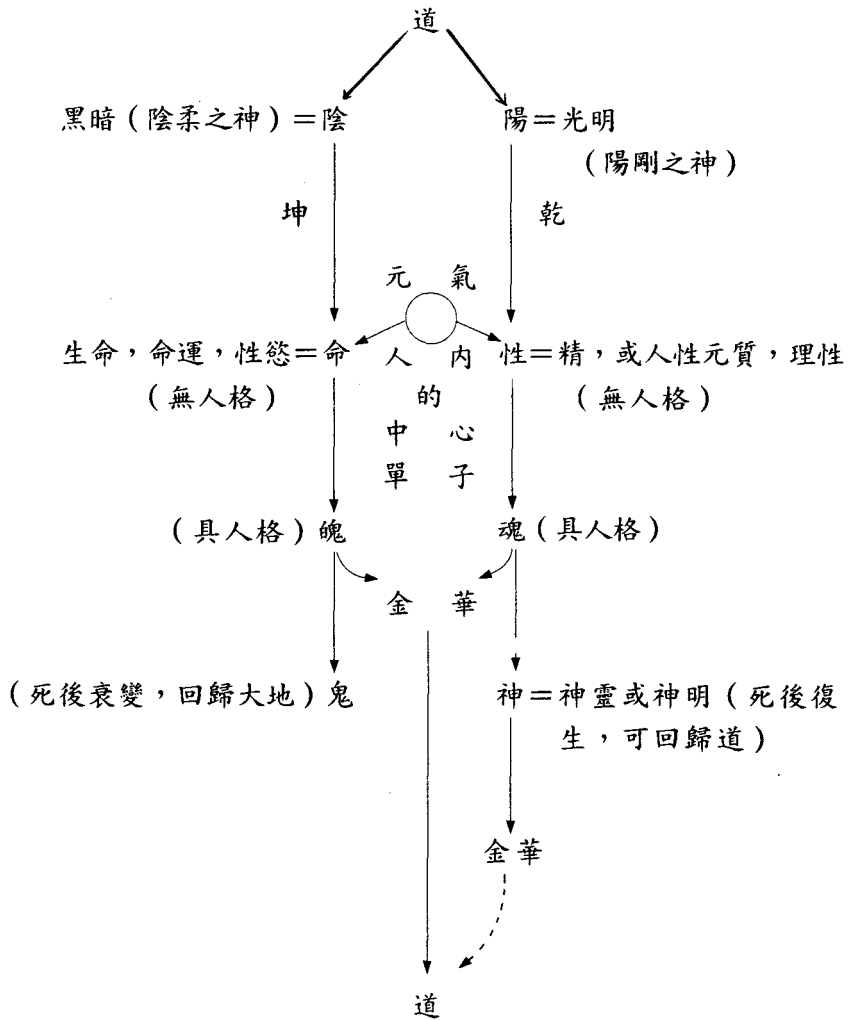 道
黑暗（陰柔之神）＝陰
陽＝光明
（陽剛之神）
坤
乾
元 氣
生命，命運，性慾＝命
人 內
性＝精，或人性元質，理性
（無人格）
的
（無人格）
中 心
單 子
（具人格）魄
魂（具人格）
金 華
（死後衰變，回歸大地）鬼
神＝神靈或神明（死後復
生，可回歸道）
金華
道